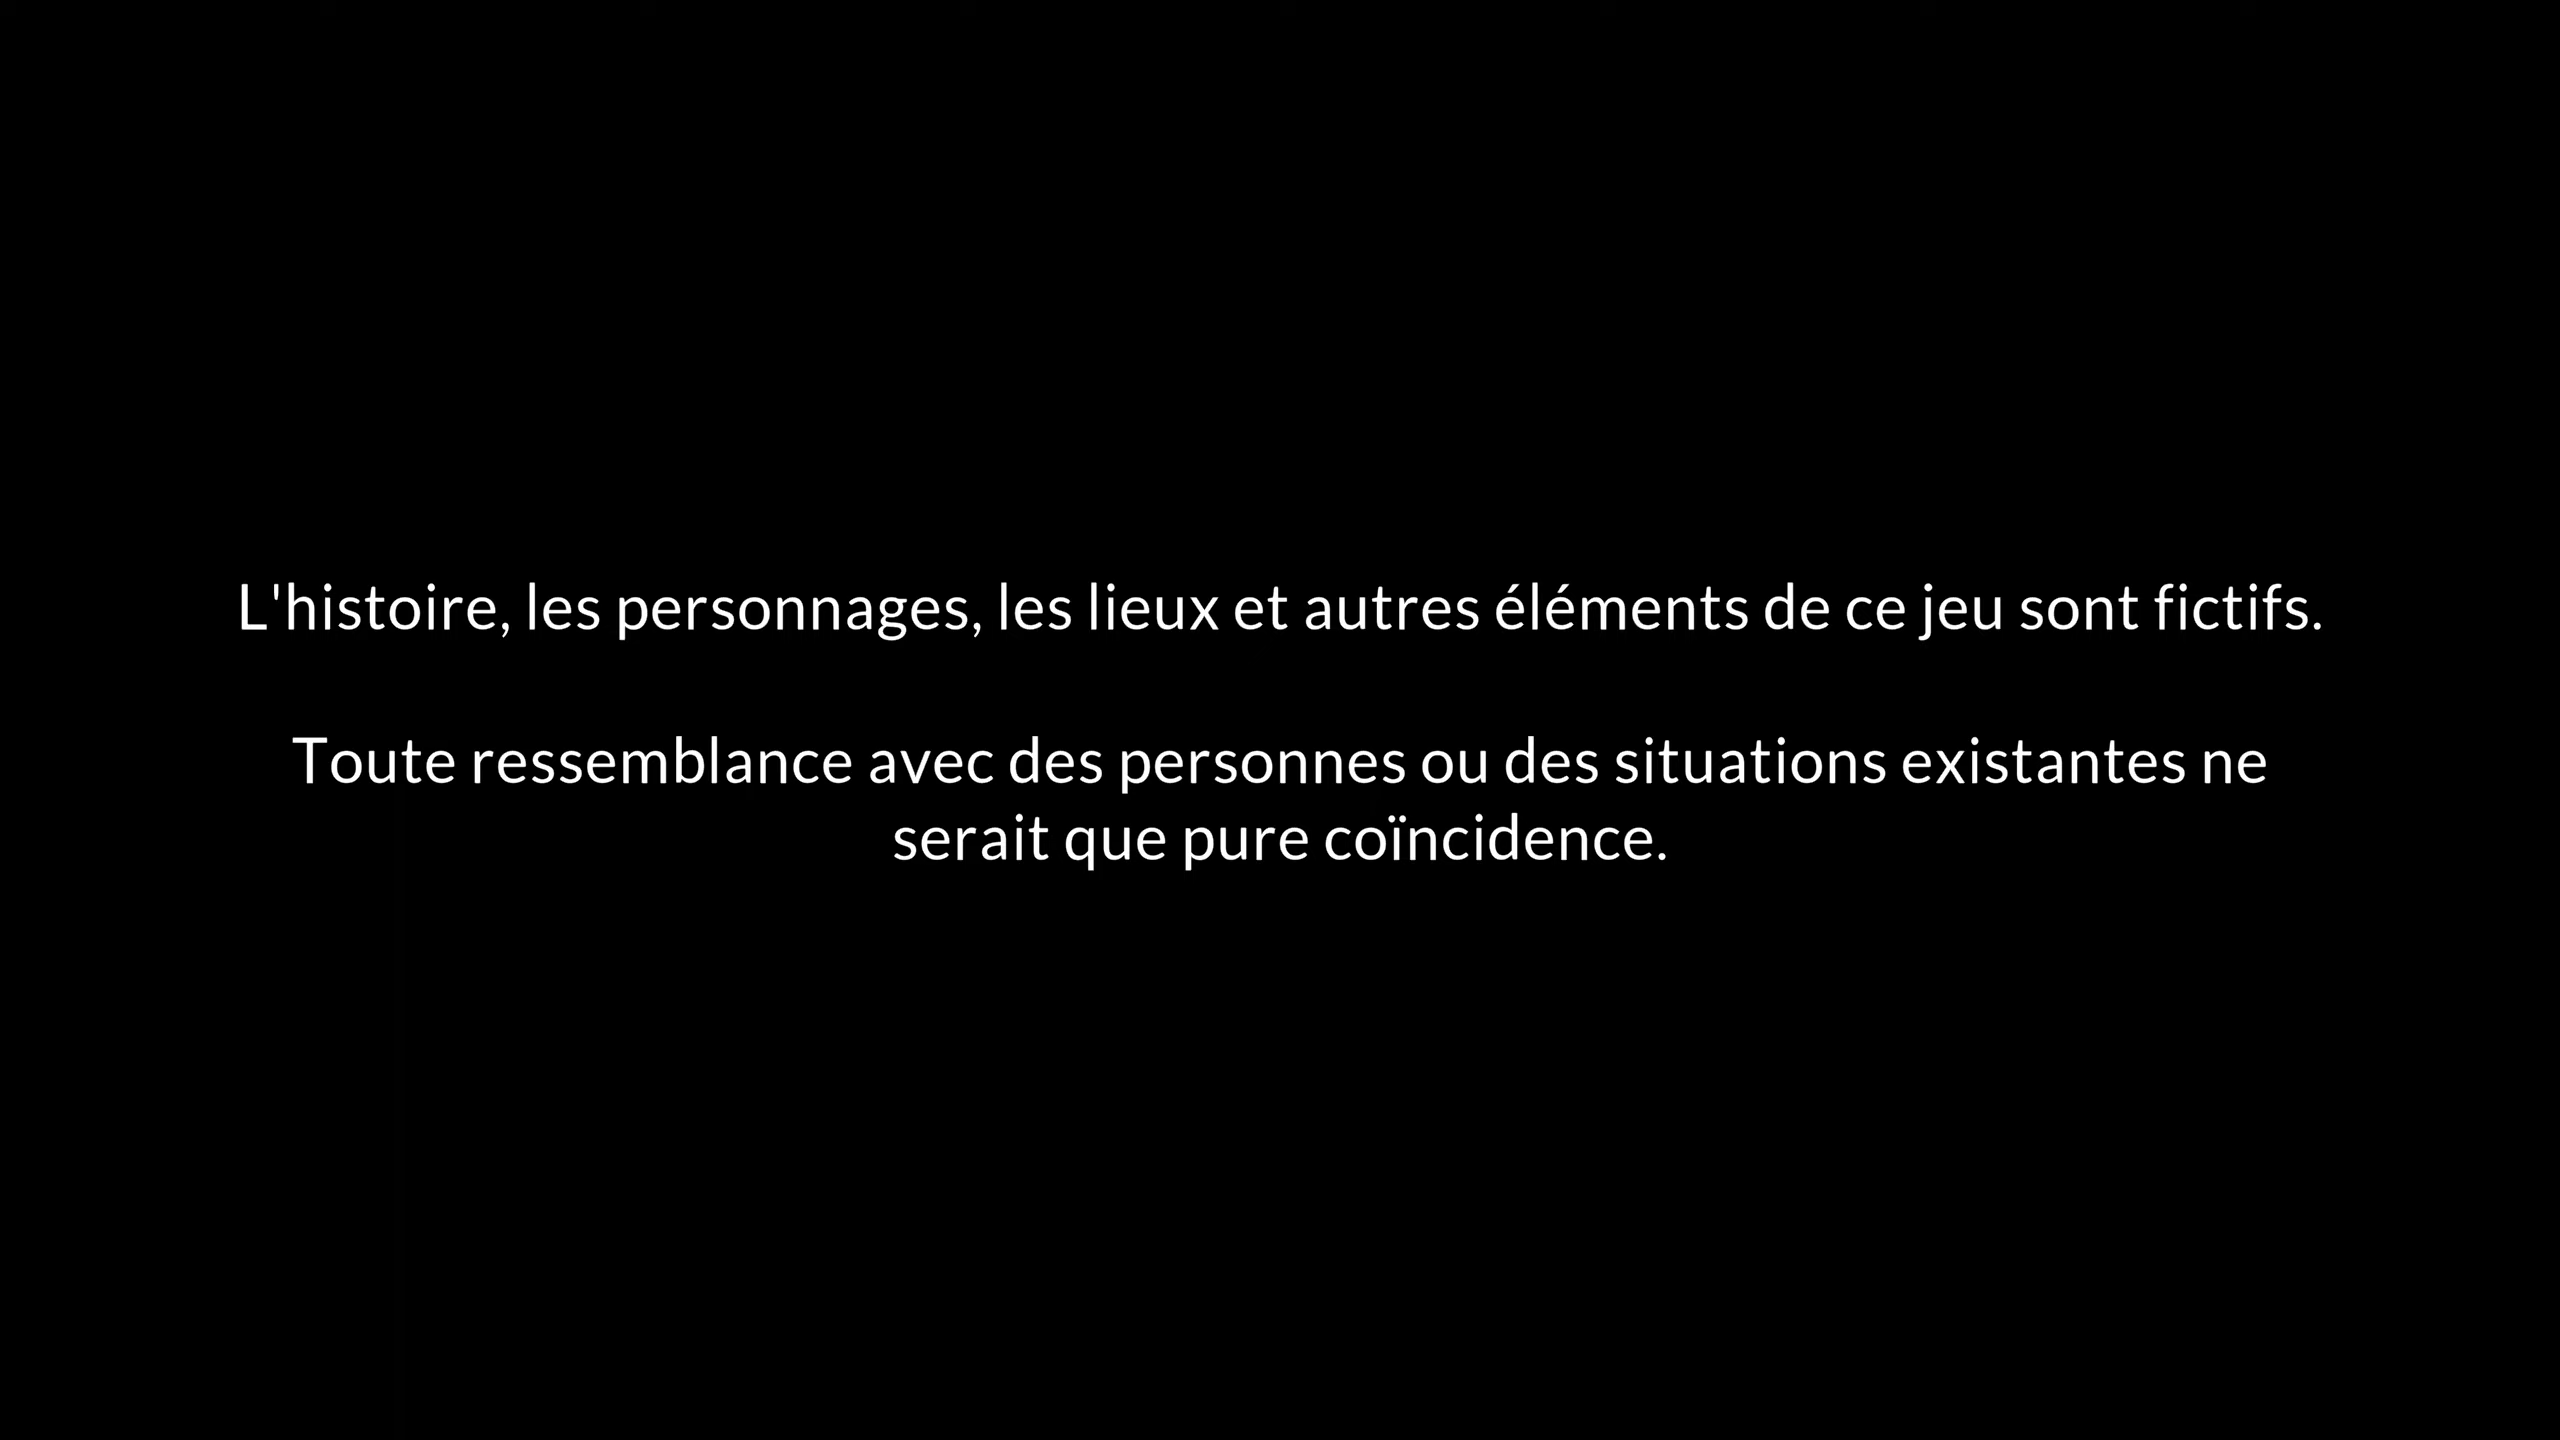 L'histoire, les personnages, les lieux et autres éléments de ce jeu sont fictifs.
Toute ressemblance avec des personnes ou des situations existantes ne
serait que pure coïncidence.